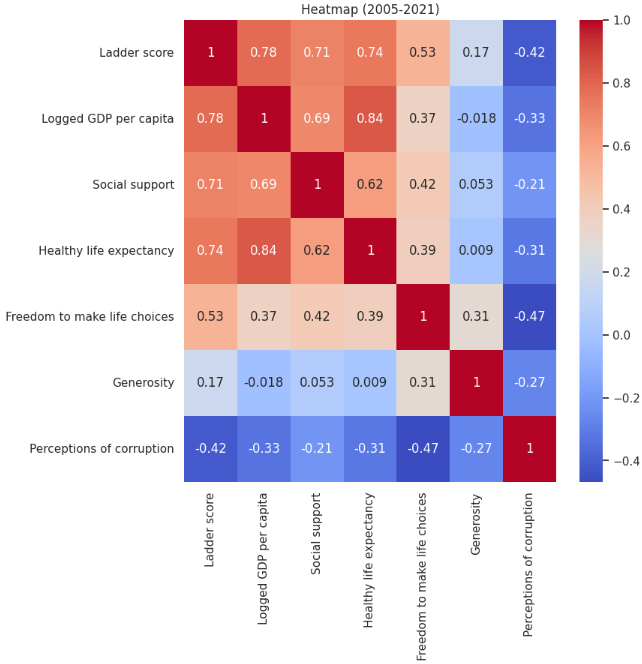 Heatmap (2005-2021)
Ladder score 1 0.78 0.71 0.74 0.53 0.17 -0.42
Logged GDP per capita 0.78 1 0.69 0.84 0.37 -0.018 -0.33
Social support 0.71 0.69 1 0.62 0.42 0.053 -0.21
Healthy life expectancy 0.74 0.84 0.62 1 0.39 0.009 -0.31
Freedom to make life choices 0.53 0.37 0.42 0.39 1 0.31 -0.47
Generosity 0.17 -0.018 0.053 0.009 0.31 1 -0.27
Perceptions of corruption -0.42 -0.33 -0.21 -0.31 -0.47 -0.27 1
Ladder score
Logged GDP per capita
Social support
Healthy life expectancy
Freedom to make life choices
Generosity
Perceptions of corruption
1.0
0.8
0.6
0.4
0.2
0.0
−0.2
−0.4